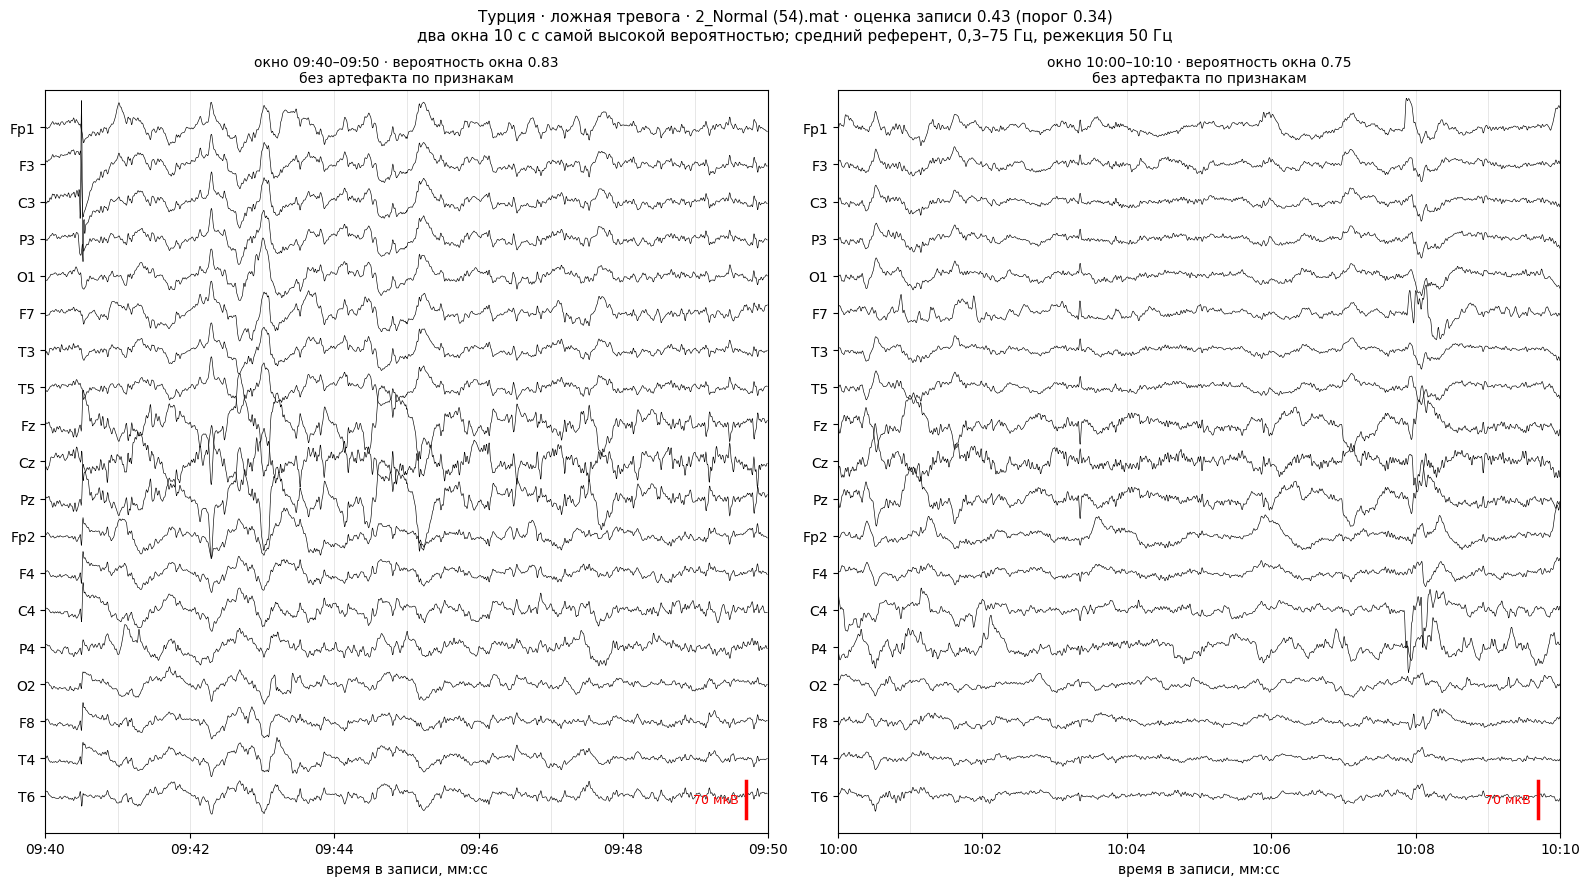 Турция · ложная тревога · 2_Normal (54).mat · оценка записи 0.43 (порог 0.34)
два окна 10 с с самой высокой вероятностью; средний референт, 0,3–75 Гц, режекция 50 Гц
окно 09:40–09:50 · вероятность окна 0.83
без артефакта по признакам
Fp1
F3
C3
P3
O1
F7
T3
T5
Fz
Cz
Pz
Fp2
F4
C4
P4
O2
F8
T4
T6
70 мкВ
09:40 09:42 09:44 09:46 09:48 09:50
время в записи, мм:сс
окно 10:00–10:10 · вероятность окна 0.75
без артефакта по признакам
Fp1
F3
C3
P3
O1
F7
T3
T5
Fz
Cz
Pz
Fp2
F4
C4
P4
O2
F8
T4
T6
70 мкВ
10:00 10:02 10:04 10:06 10:08 10:10
время в записи, мм:сс